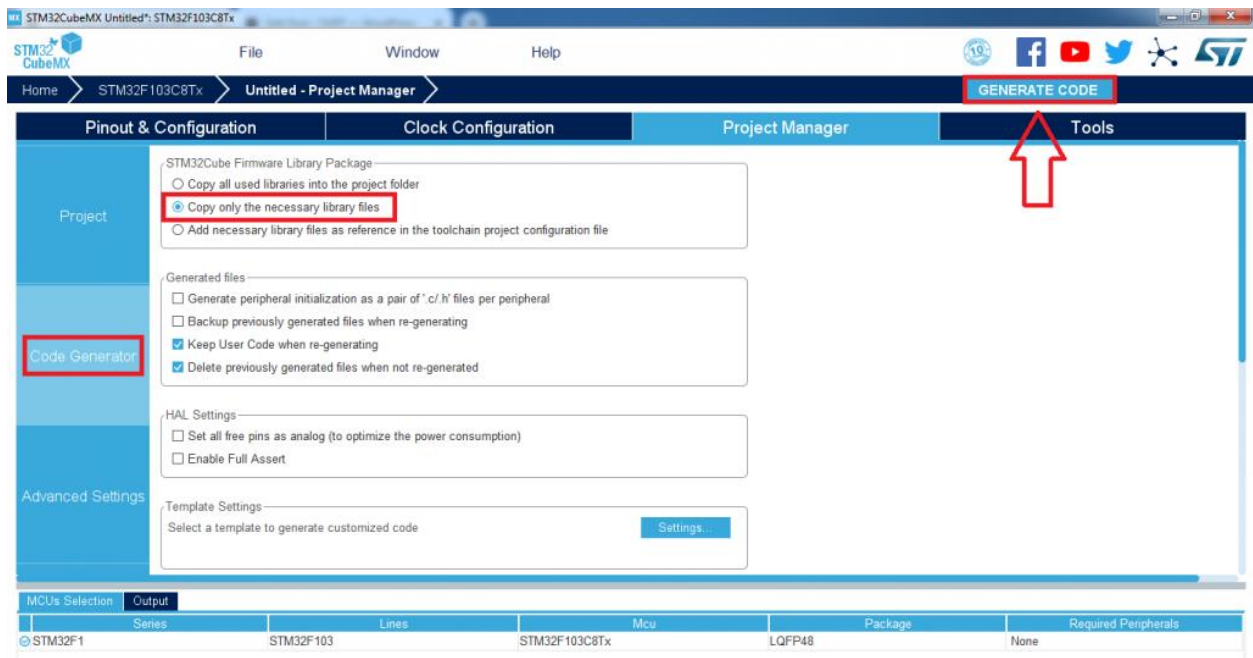 MX STM32CubeMX Untitled*: STM32F103C8Tx
STM32 CubeMX
File Window Help
10 ST
Home STM32F103C8Tx Untitled - Project Manager GENERATE CODE
Pinout & Configuration Clock Configuration Project Manager Tools
Project
Code Generator
Advanced Settings
STM32Cube Firmware Library Package
Copy all used libraries into the project folder
Copy only the necessary library files
Add necessary library files as reference in the toolchain project configuration file
Generated files
Generate peripheral initialization as a pair of '.c/.h' files per peripheral
Backup previously generated files when re-generating
Keep User Code when re-generating
Delete previously generated files when not re-generated
HAL Settings
Set all free pins as analog (to optimize the power consumption)
Enable Full Assert
Template Settings
Select a template to generate customized code Settings...
MCUs Selection Output
Series Lines Mcu Package Required Peripherals
STM32F1 STM32F103 STM32F103C8Tx LQFP48 None